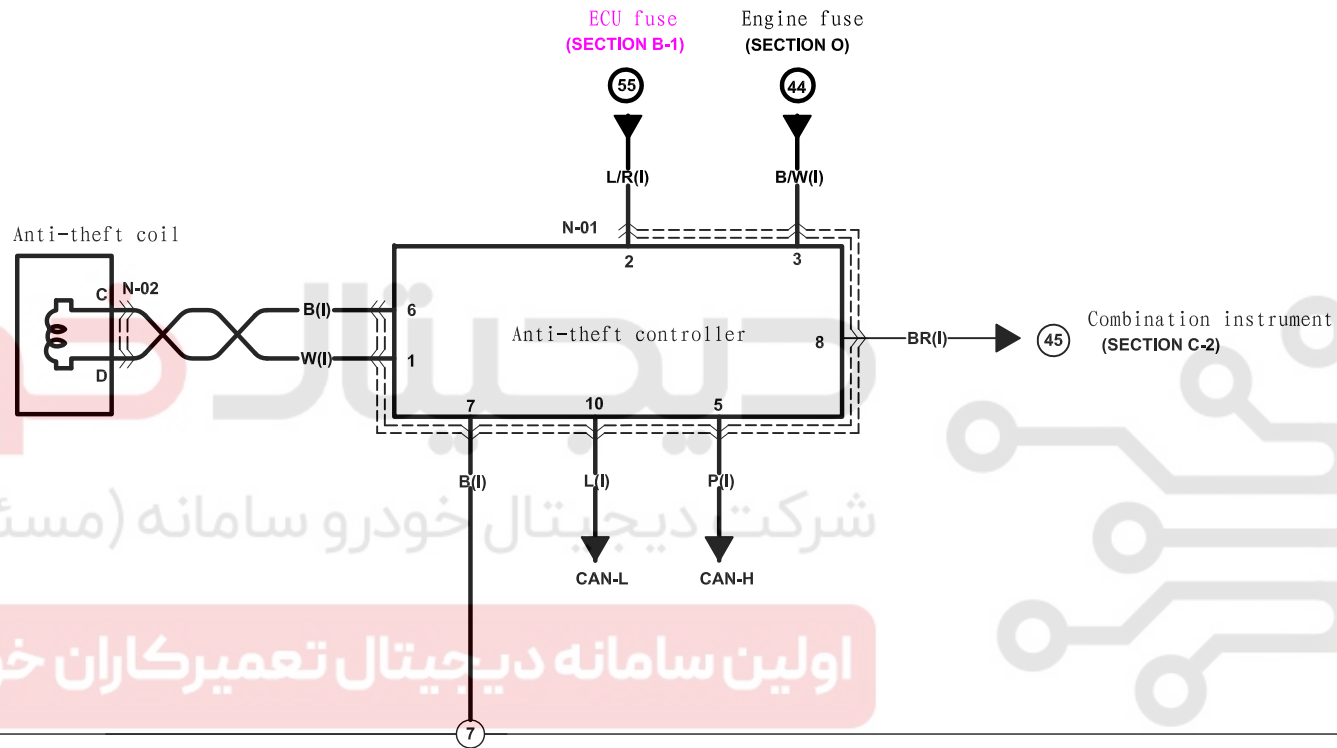 ECU fuse
(SECTION B-1)
55
L/R(I)
Engine fuse
(SECTION O)
44
B/W(I)
N-01
2
3
Anti-theft coil
C
N-02
D
B(I)
W(I)
6
1
Anti-theft controller
8
BR(I)
45
Combination instrument
(SECTION C-2)
7
10
5
B(I)
L(I)
P(I)
CAN-L
CAN-H
7
دیجیتال
شرکت دیجیتال خودرو سامانه
اولین سامانه دیجیتال تعمیرکاران